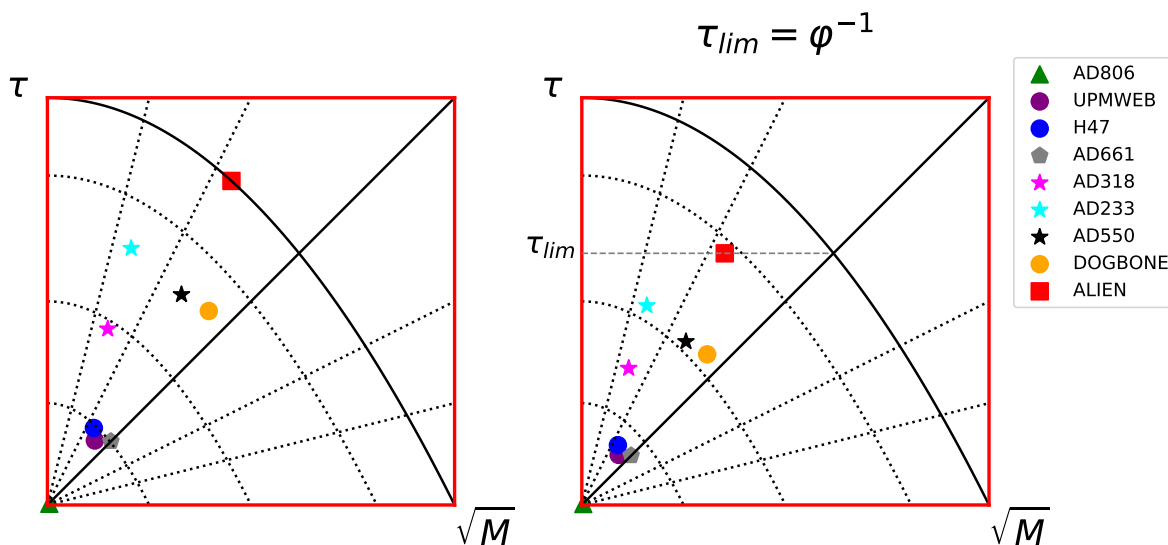 τ_lim = φ⁻¹
τ
τ
τ_lim
√M
√M
AD806
UPMWEB
H47
AD661
AD318
AD233
AD550
DOGBONE
ALIEN